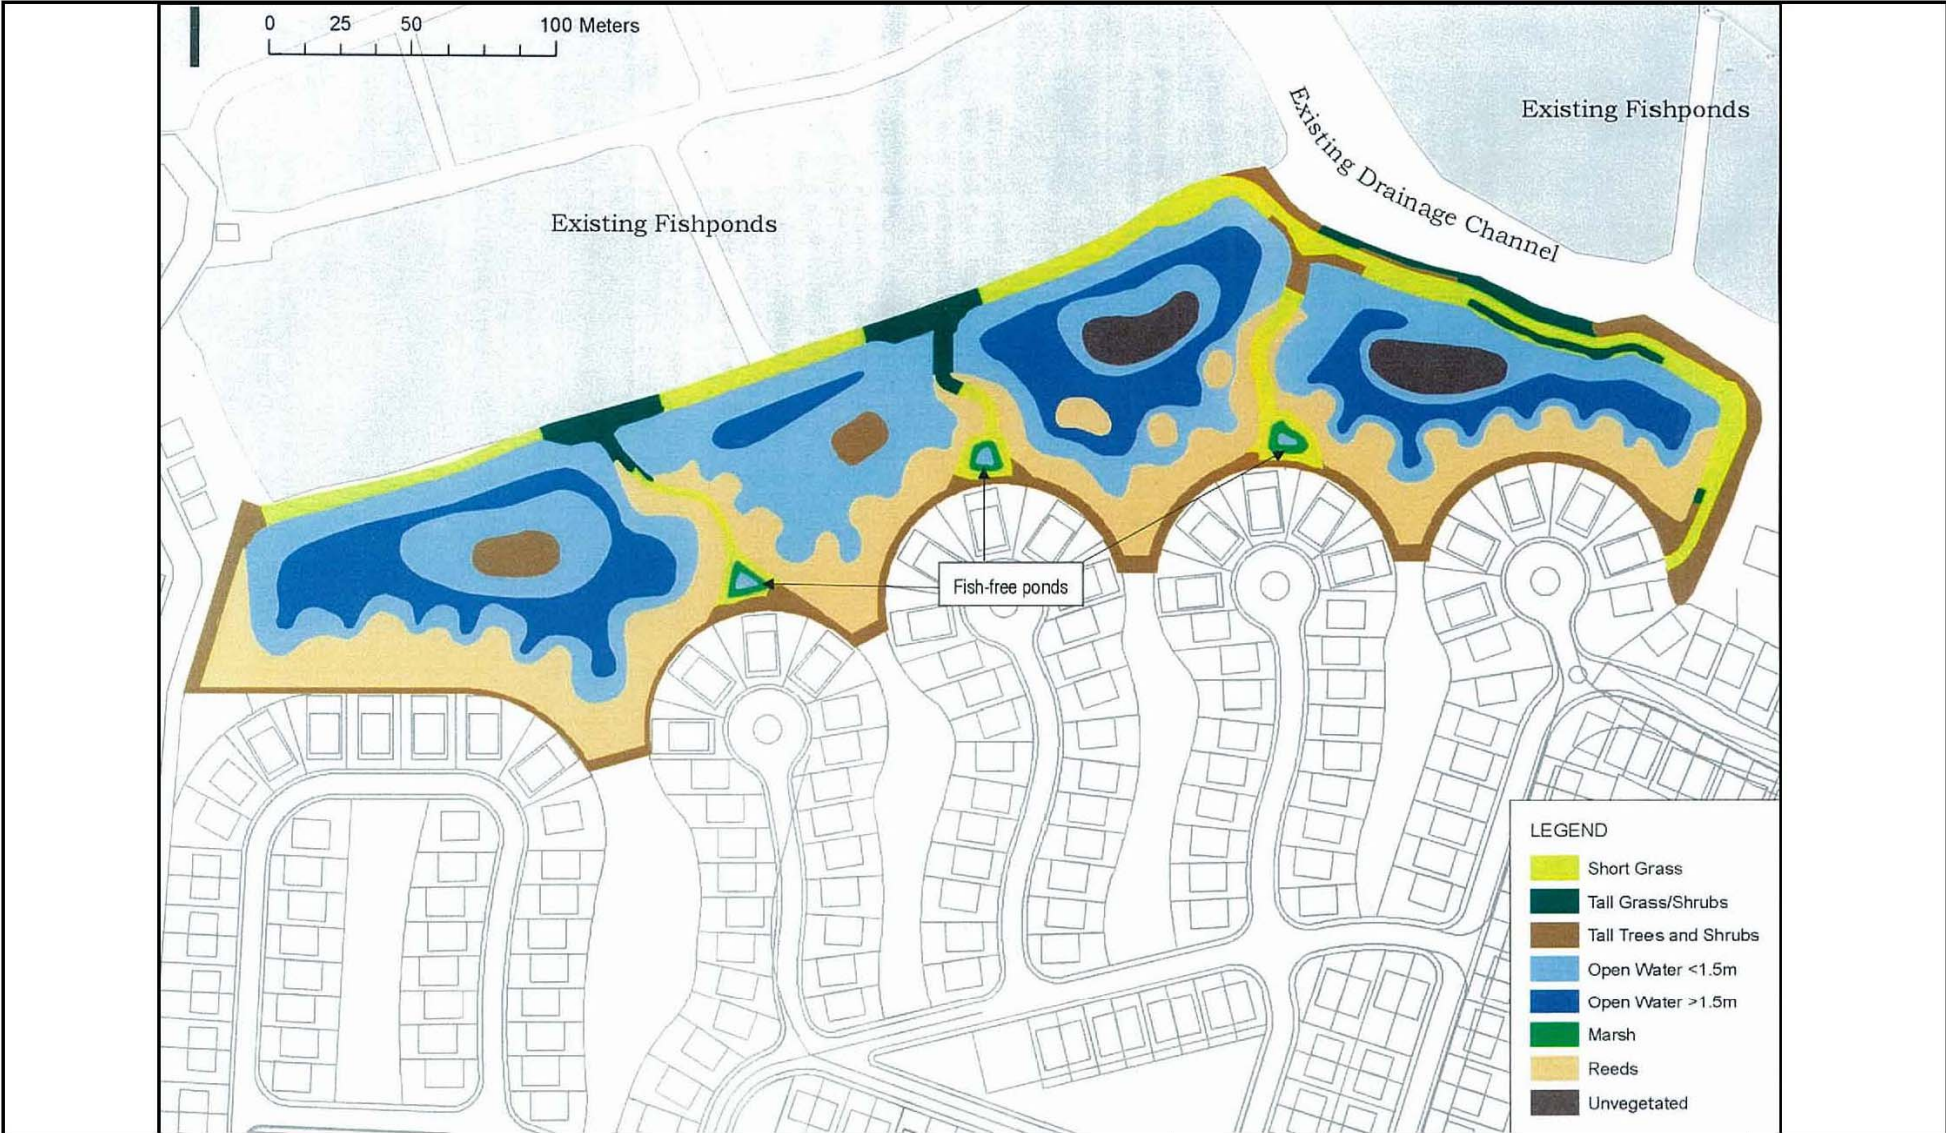 0 25 50 100 Meters
Existing Fishponds
Existing Drainage Channel
Existing Fishponds
Fish-free ponds
LEGEND
Short Grass
Tall Grass/Shrubs
Tall Trees and Shrubs
Open Water <1.5m
Open Water >1.5m
Marsh
Reeds
Unvegetated